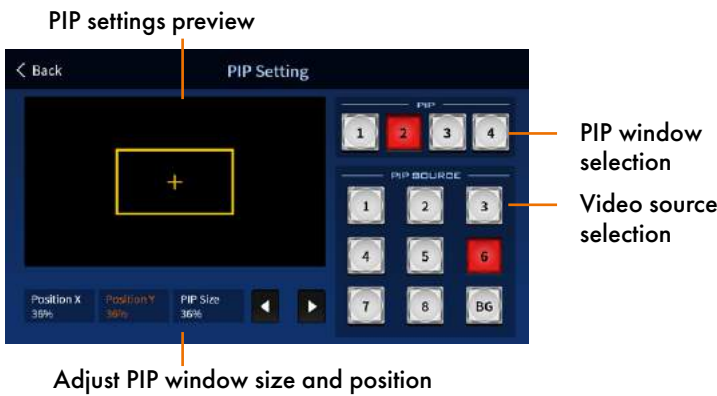 PIP settings preview
< Back
PIP Setting
PIP
1 2 3 4
PIP window
selection
PIP SOURCE
1 2 3
Video source
selection
4 5 6
Position X
36%
Position Y
36%
PIP Size
36%
7 8 BG
Adjust PIP window size and position